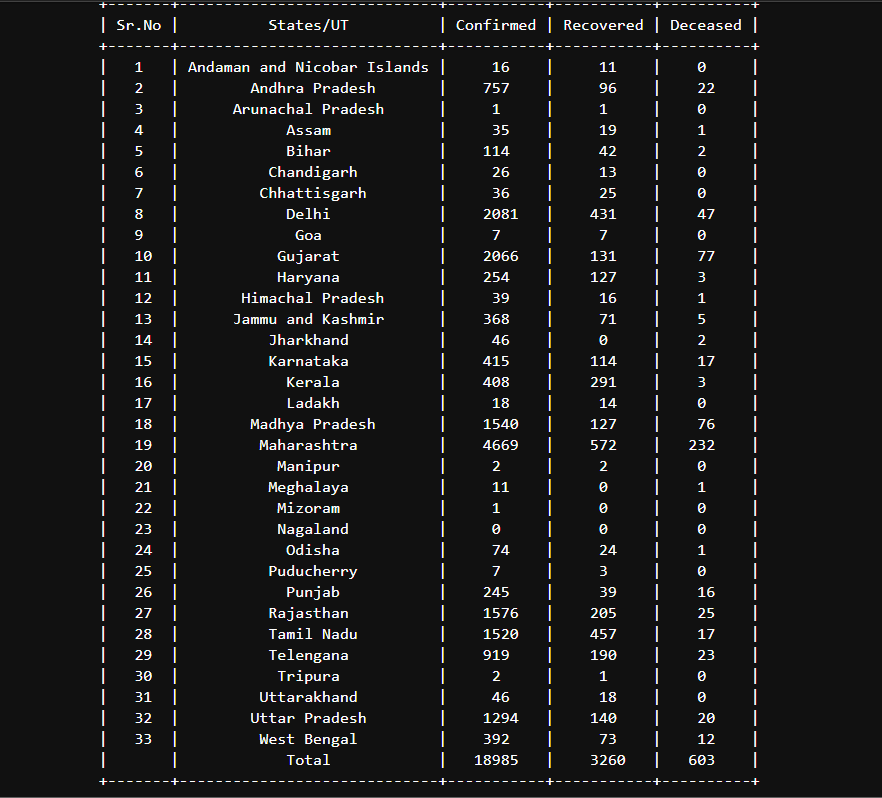 +-------+-----------------------------+-----------+-----------+----------+
| Sr.No | States/UT | Confirmed | Recovered | Deceased |
+-------+-----------------------------+-----------+-----------+----------+
| 1 | Andaman and Nicobar Islands | 16 | 11 | 0 |
| 2 | Andhra Pradesh | 757 | 96 | 22 |
| 3 | Arunachal Pradesh | 1 | 1 | 0 |
| 4 | Assam | 35 | 19 | 1 |
| 5 | Bihar | 114 | 42 | 2 |
| 6 | Chandigarh | 26 | 13 | 0 |
| 7 | Chhattisgarh | 36 | 25 | 0 |
| 8 | Delhi | 2081 | 431 | 47 |
| 9 | Goa | 7 | 7 | 0 |
| 10 | Gujarat | 2066 | 131 | 77 |
| 11 | Haryana | 254 | 127 | 3 |
| 12 | Himachal Pradesh | 39 | 16 | 1 |
| 13 | Jammu and Kashmir | 368 | 71 | 5 |
| 14 | Jharkhand | 46 | 0 | 2 |
| 15 | Karnataka | 415 | 114 | 17 |
| 16 | Kerala | 408 | 291 | 3 |
| 17 | Ladakh | 18 | 14 | 0 |
| 18 | Madhya Pradesh | 1540 | 127 | 76 |
| 19 | Maharashtra | 4669 | 572 | 232 |
| 20 | Manipur | 2 | 2 | 0 |
| 21 | Meghalaya | 11 | 0 | 1 |
| 22 | Mizoram | 1 | 0 | 0 |
| 23 | Nagaland | 0 | 0 | 0 |
| 24 | Odisha | 74 | 24 | 1 |
| 25 | Puducherry | 7 | 3 | 0 |
| 26 | Punjab | 245 | 39 | 16 |
| 27 | Rajasthan | 1576 | 205 | 25 |
| 28 | Tamil Nadu | 1520 | 457 | 17 |
| 29 | Telengana | 919 | 190 | 23 |
| 30 | Tripura | 2 | 1 | 0 |
| 31 | Uttarakhand | 46 | 18 | 0 |
| 32 | Uttar Pradesh | 1294 | 140 | 20 |
| 33 | West Bengal | 392 | 73 | 12 |
| | Total | 18985 | 3260 | 603 |
+-------+-----------------------------+-----------+-----------+----------+